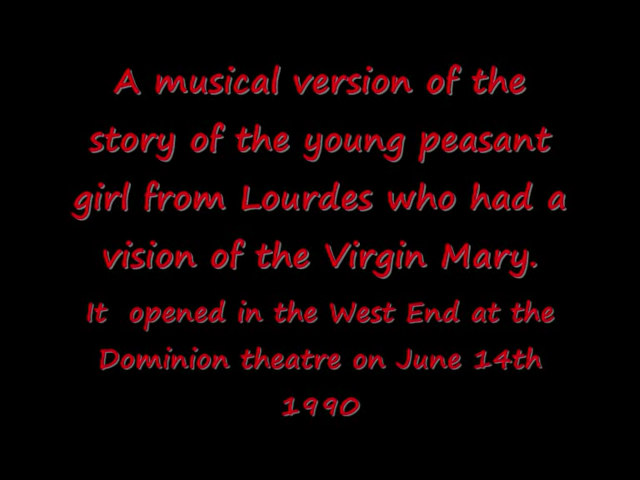 A musical version of the
story of the young peasant
girl from Lourdes who had a
vision of the Virgin Mary.
It opened in the West End at the
Dominion theatre on June 14th
1990